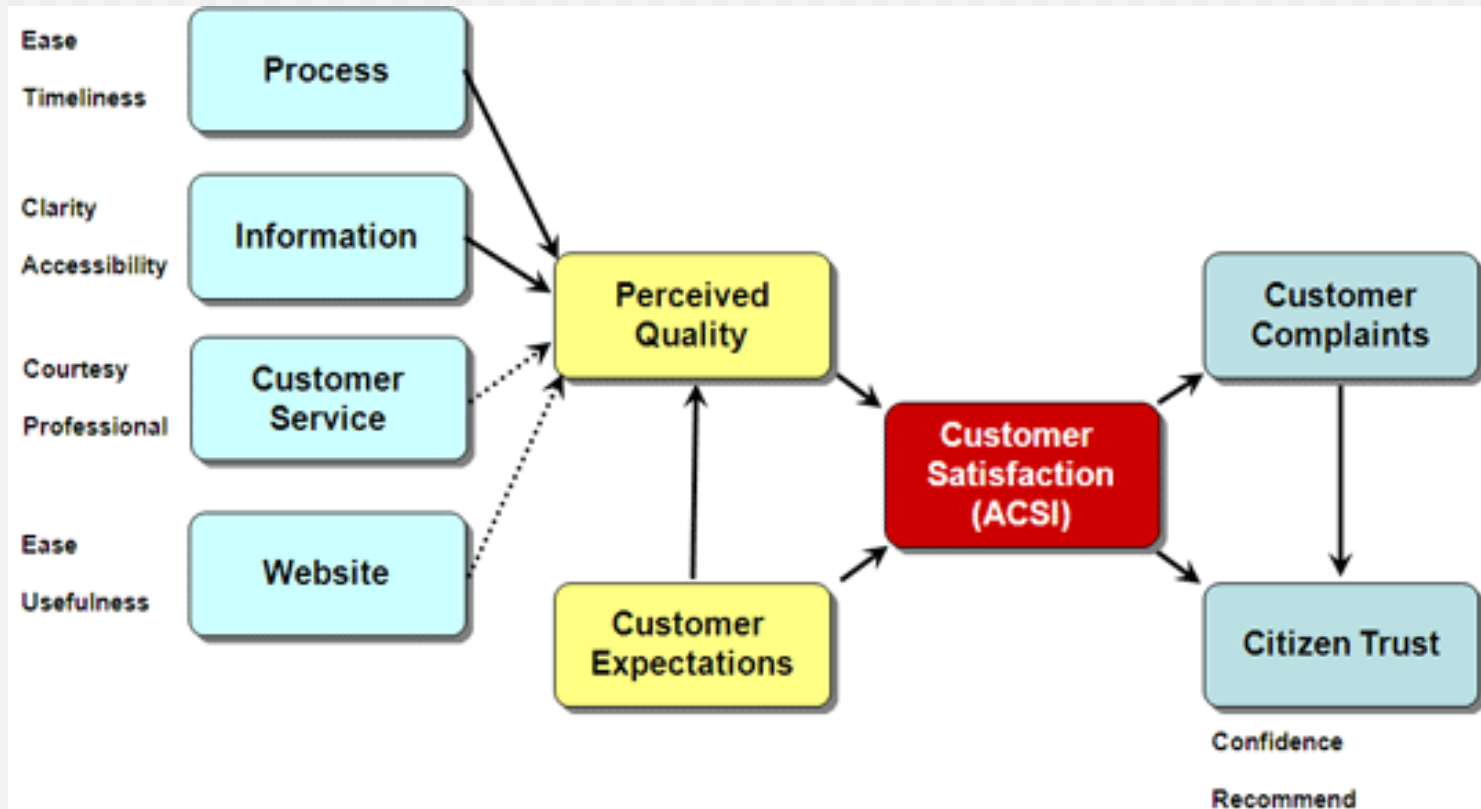 Ease
Timeliness
Process
Clarity
Accessibility
Information
Courtesy
Professional
Customer
Service
Ease
Usefulness
Website
Perceived
Quality
Customer
Expectations
Customer
Satisfaction
(ACSI)
Customer
Complaints
Citizen Trust
Confidence
Recommend